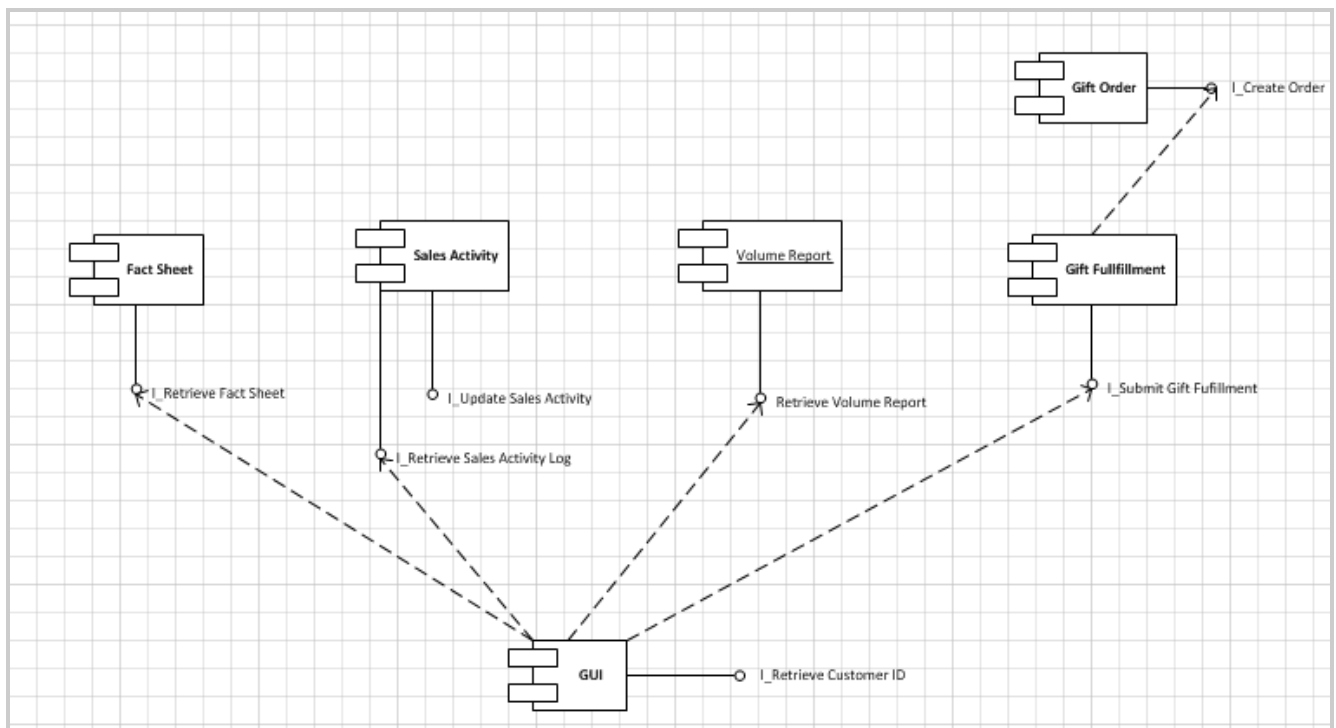 Gift Order
I_Create Order
Fact Sheet
Sales Activity
Volume Report
Gift Fullfillment
I_Retrieve Fact Sheet
I_Update Sales Activity
Retrieve Volume Report
I_Submit Gift Fufillment
I_Retrieve Sales Activity Log
GUI
I_Retrieve Customer ID